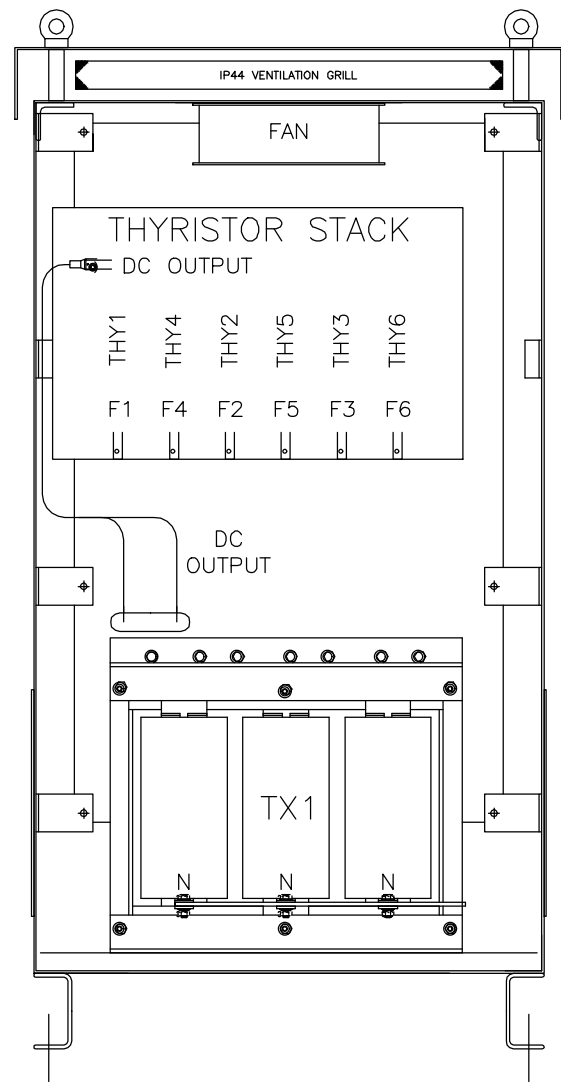 IP44 VENTILATION GRILL
FAN
THYRISTOR STACK
DC OUTPUT
THY1 THY4 THY2 THY5 THY3 THY6
F1 F4 F2 F5 F3 F6
DC
OUTPUT
TX1
N N N